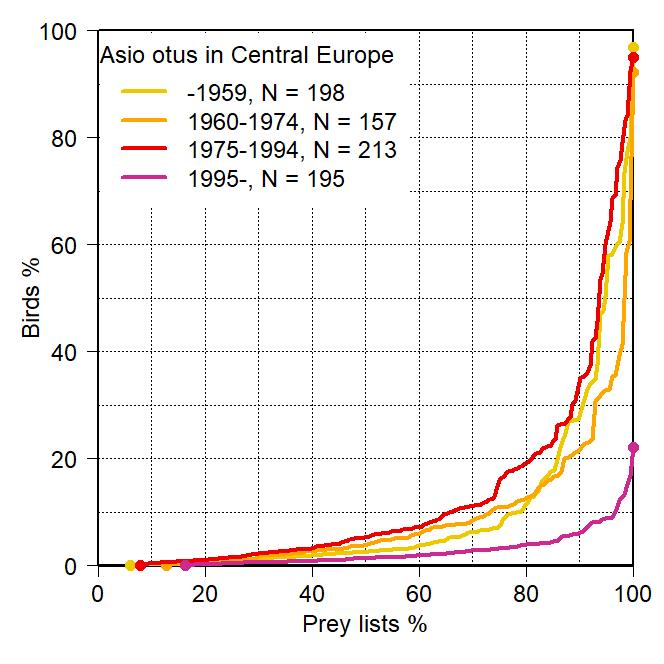 Asio otus in Central Europe
-1959, N = 198
1960-1974, N = 157
1975-1994, N = 213
1995-, N = 195
100
80
60
40
20
0
Birds %
0 20 40 60 80 100
Prey lists %